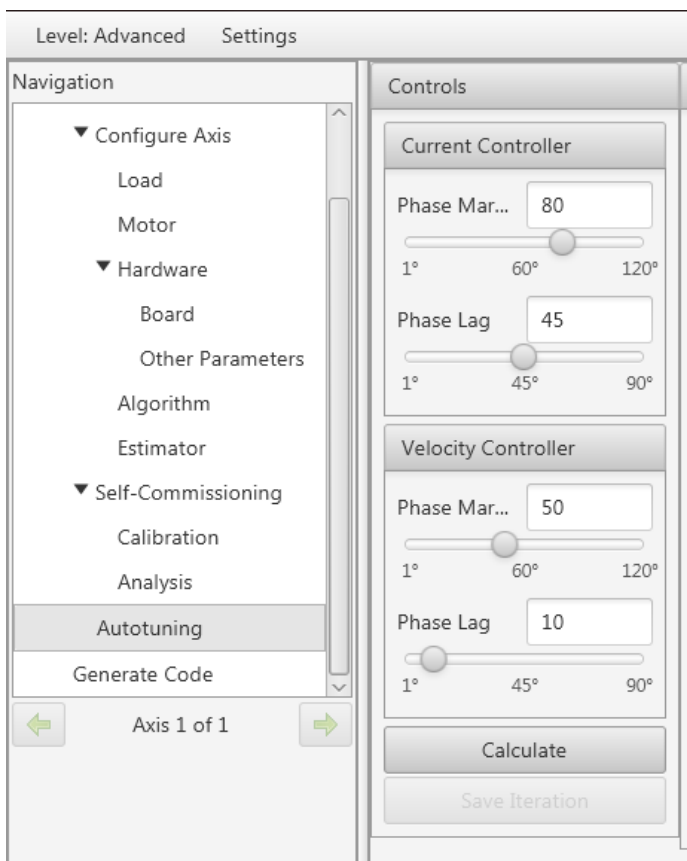 Level: Advanced Settings
Navigation
Configure Axis
Load
Motor
Hardware
Board
Other Parameters
Algorithm
Estimator
Self-Commissioning
Calibration
Analysis
Autotuning
Generate Code
Axis 1 of 1
Controls
Current Controller
Phase Mar... 80
1° 60° 120°
Phase Lag 45
1° 45° 90°
Velocity Controller
Phase Mar... 50
1° 60° 120°
Phase Lag 10
1° 45° 90°
Calculate
Save Iteration